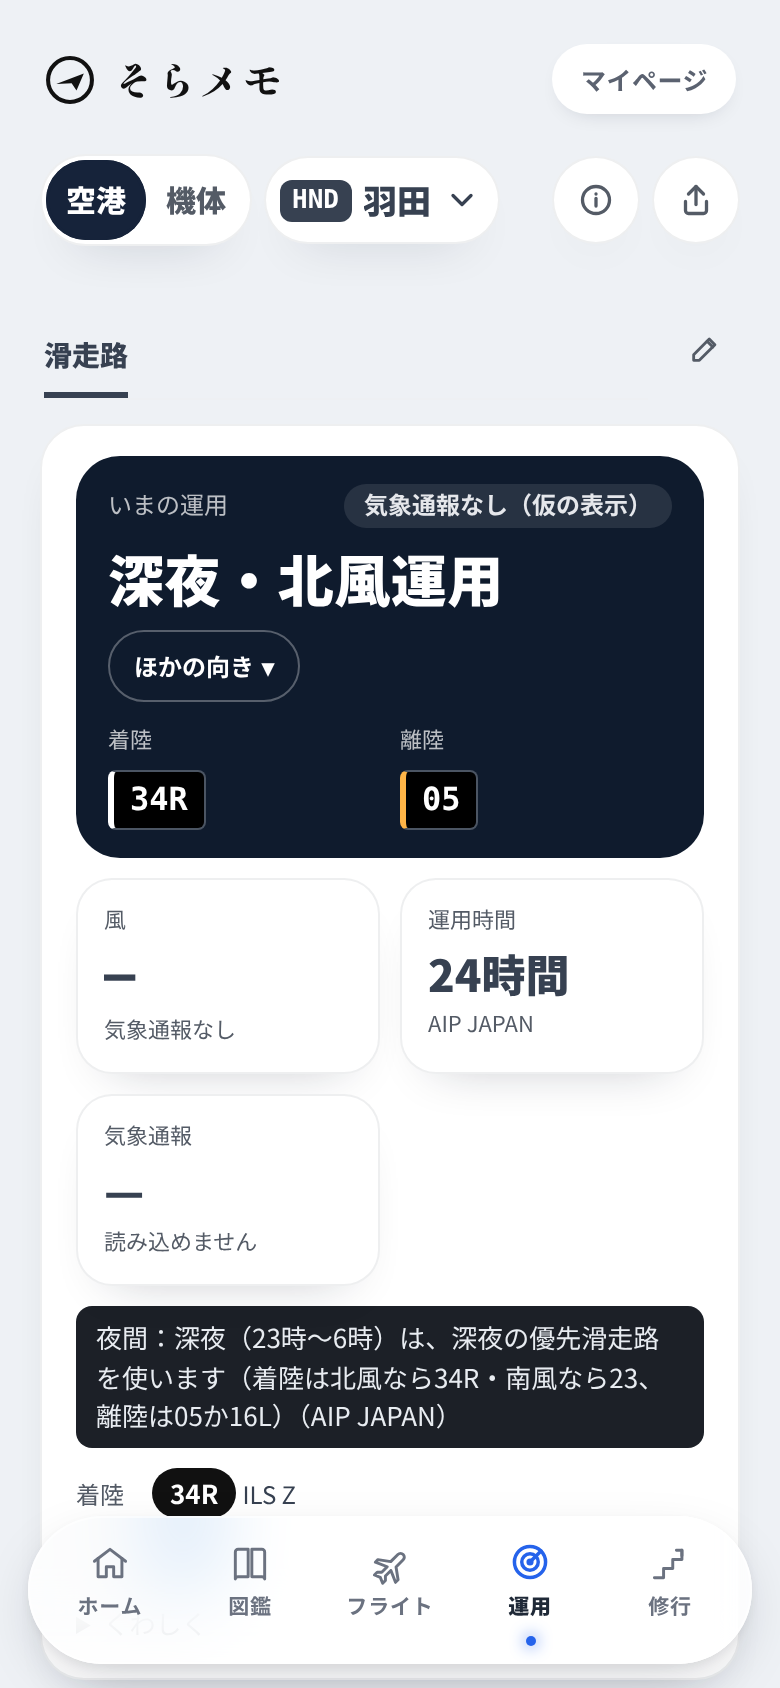 そらメモ
マイページ
空港
機体
HND 羽田
滑走路
いまの運用
気象通報なし（仮の表示）
深夜・北風運用
ほかの向き ▼
着陸
離陸
34R
05
風
運用時間
—
24時間
気象通報なし
AIP JAPAN
気象通報
—
読み込めません
夜間：深夜（23時〜6時）は、深夜の優先滑走路
を使います（着陸は北風なら34R・南風なら23、
離陸は05か16L）（AIP JAPAN）
着陸 34R ILS Z
▶ くわしく
ホーム
図鑑
フライト
運用
修行